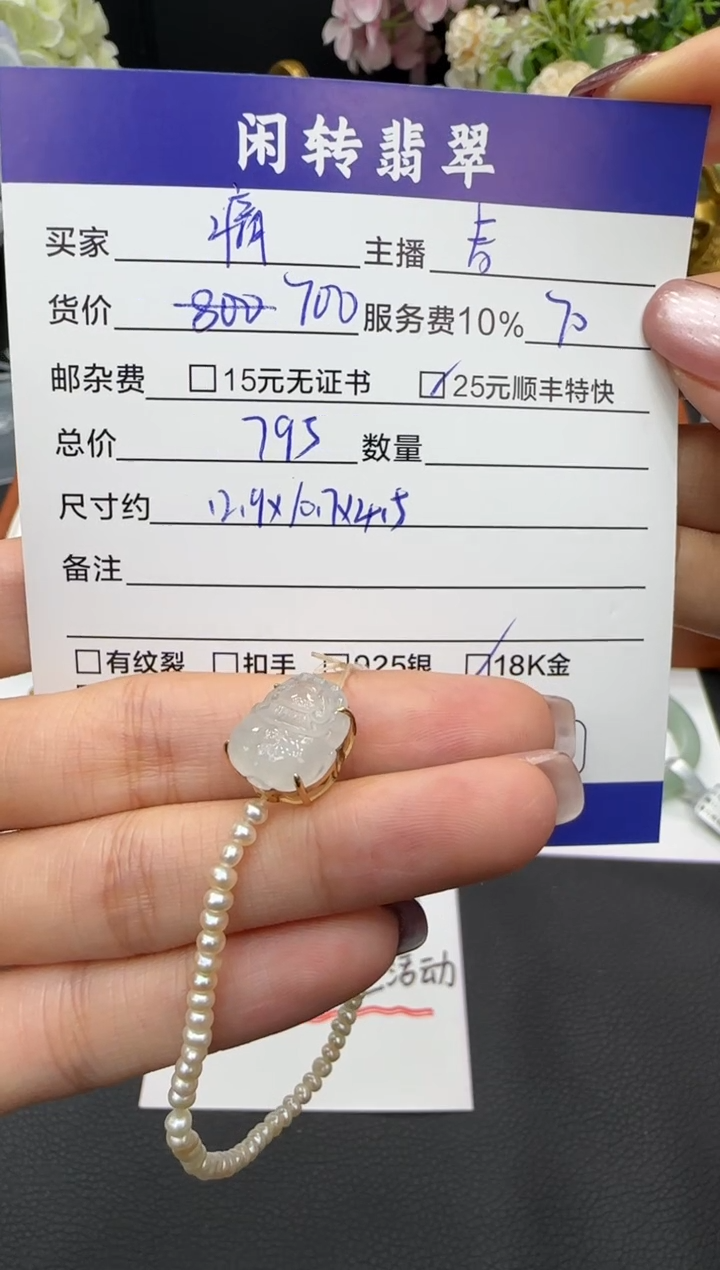 闲转翡翠
买家 主播 吉
货价 800 700 服务费10% 70
邮杂费 15元无证书 25元顺丰特快
总价 795 数量
尺寸约 12.9x10.7x4.5
备注
有纹裂 扣手 925银 18K金
活动